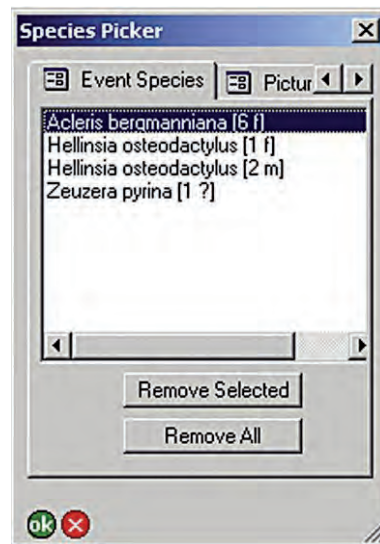 Species Picker
Event Species Pictur
Acleris bergmanniana [6 f]
Hellinsia osteodactylus [1 f]
Hellinsia osteodactylus [2 m]
Zeuzera pyrina [1 ?]
Remove Selected
Remove All
ok